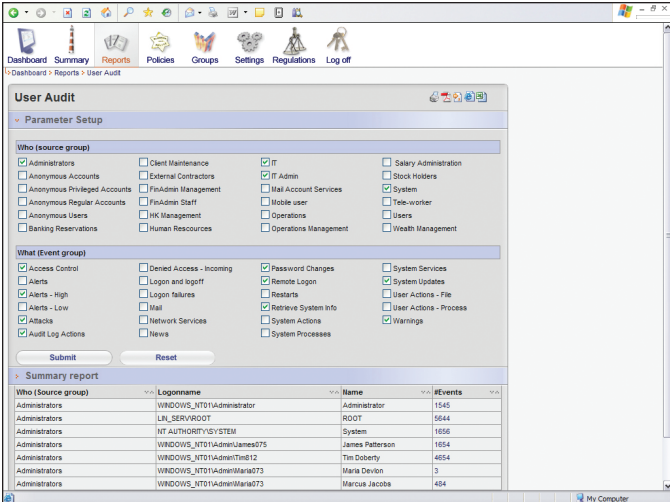 Dashboard Summary Reports Policies Groups Settings Regulations Log off
> Dashboard > Reports > User Audit
User Audit
Parameter Setup
Who (source group)
Administrators Client Maintenance IT Salary Administration
Anonymous Accounts External Contractors IT Admin Stock Holders
Anonymous Privileged Accounts FinAdmin Management Mail Account Services System
Anonymous Regular Accounts FinAdmin Staff Mobile user Tele-worker
Anonymous Users HK Management Operations Users
Banking Reservations Human Rescources Operations Management Wealth Management
What (Event group)
Access Control Denied Access - Incoming Password Changes System Services
Alerts Logon and logoff Remote Logon System Updates
Alerts - High Logon failures Restarts User Actions - File
Alerts - Low Mail Retrieve System Info User Actions - Process
Attacks Network Services System Actions Warnings
Audit Log Actions News System Processes
Submit Reset
Summary report
Who (Source group) Logonname Name #Events
Administrators WINDOWS_NT01\Administrator Administrator 1545
Administrators LIN_SERV\ROOT ROOT 5644
Administrators NT AUTHORITY\SYSTEM System 1656
Administrators WINDOWS_NT01\Admin\James075 James Patterson 1654
Administrators WINDOWS_NT01\Admin\Tim812 Tim Doberty 4654
Administrators WINDOWS_NT01\Admin\Maria073 Maria Devlon 3
Administrators WINDOWS_NT01\Admin\Maria073 Marcus Jacobs 484
My Computer